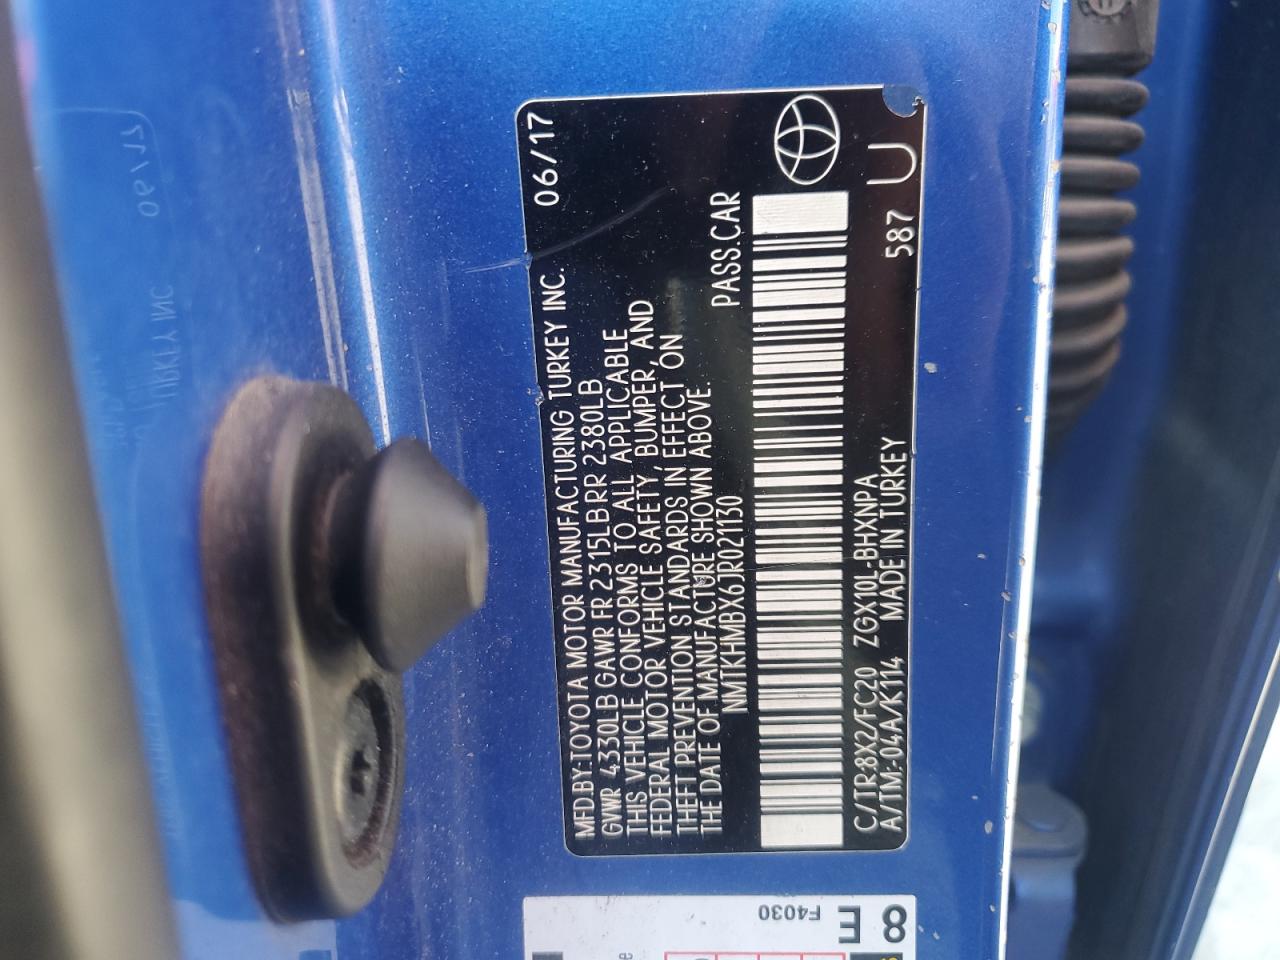 MFD.BY:TOYOTA MOTOR MANUFACTURING TURKEY INC. 06/17
GVWR 4330LB GAWR FR 2315LB RR 2380LB
THIS VEHICLE CONFORMS TO ALL APPLICABLE
FEDERAL MOTOR VEHICLE SAFETY, BUMPER, AND
THEFT PREVENTION STANDARDS IN EFFECT ON
THE DATE OF MANUFACTURE SHOWN ABOVE.
NMTKHMBX6JR021130 PASS.CAR
C/TR:8X2/FC20 ZGX10L-BHXNPA 587 U
A/TM:-04A/K114 MADE IN TURKEY
8 E
F4030